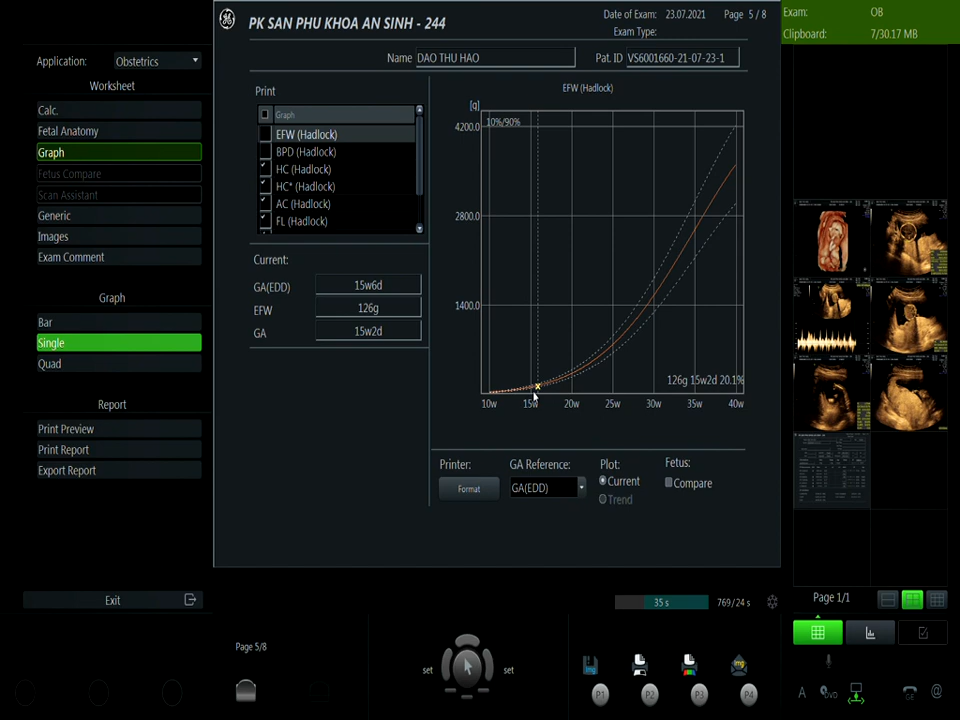 PK SAN PHU KHOA AN SINH - 244
Date of Exam: 23.07.2021 Page 5 / 8
Exam Type:
Name DAO THU HAO Pat. ID VS6001660-21-07-23-1
Exam: OB
Clipboard: 7/30.17 MB
Application: Obstetrics
Worksheet
Calc.
Fetal Anatomy
Graph
Fetus Compare
Scan Assistant
Generic
Images
Exam Comment
Graph
Bar
Single
Quad
Report
Print Preview
Print Report
Export Report
Exit
Print
Graph
EFW (Hadlock)
BPD (Hadlock)
HC (Hadlock)
HC* (Hadlock)
AC (Hadlock)
FL (Hadlock)
Current:
GA(EDD) 15w6d
EFW 126g
GA 15w2d
EFW (Hadlock)
[g]
10%/90%
4200.0
2800.0
1400.0
126g 15w2d 20.1%
10w 15w 20w 25w 30w 35w 40w
Printer: GA Reference: Plot: Fetus:
Format GA(EDD) Current Compare
Trend
35 s 769/24 s
Page 1/1
Page 5/8
set set
P1 P2 P3 P4
A DVD GE @